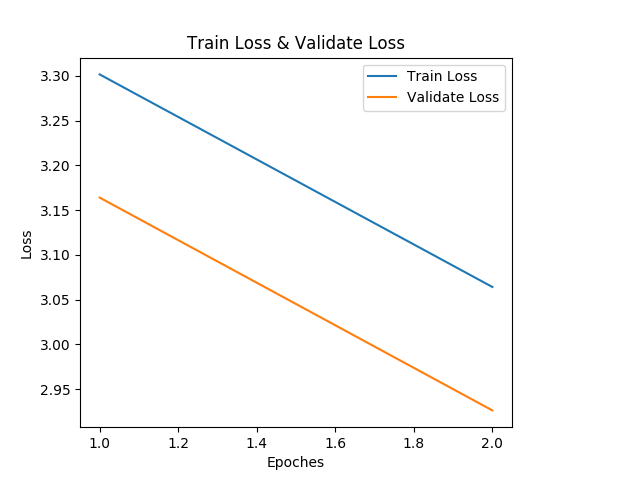 Train Loss & Validate Loss
Train Loss
Validate Loss
3.30
3.25
3.20
3.15
3.10
3.05
3.00
2.95
Loss
1.0 1.2 1.4 1.6 1.8 2.0
Epoches